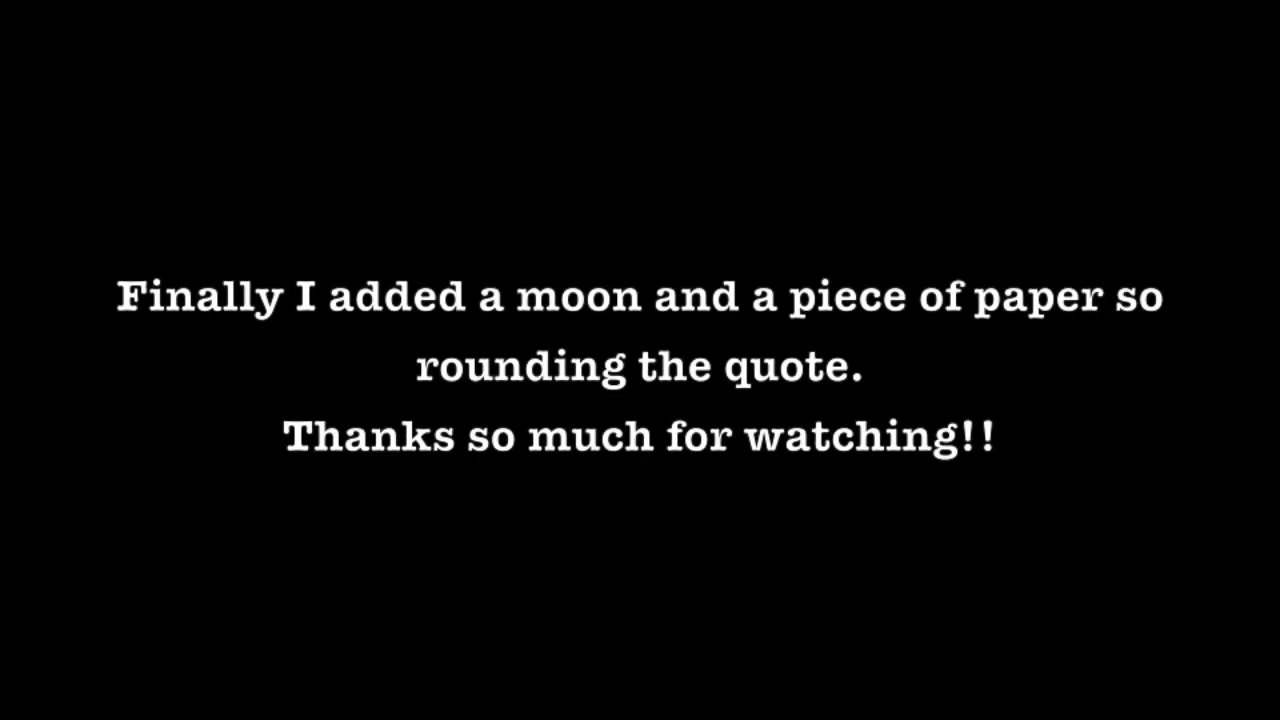 Finally I added a moon and a piece of paper so
rounding the quote.
Thanks so much for watching!!